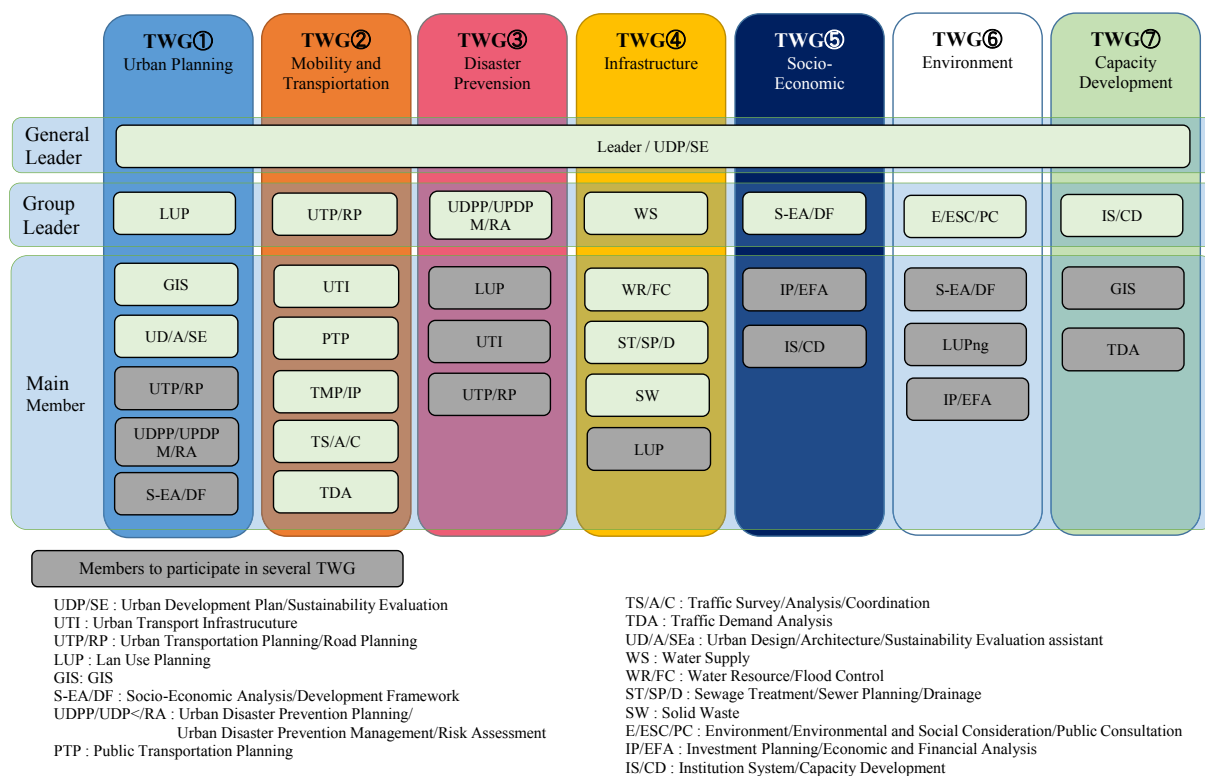 TWG①
Urban Planning
TWG②
Mobility and
Transpiortation
TWG③
Disaster
Prevension
TWG④
Infrastructure
TWG⑤
Socio-
Economic
TWG⑥
Environment
TWG⑦
Capacity
Development
General
Leader
Leader / UDP/SE
Group
Leader
LUP
UTP/RP
UDPP/UPDP
M/RA
WS
S-EA/DF
E/ESC/PC
IS/CD
Main
Member
GIS
UD/A/SE
UTP/RP
UDPP/UPDP
M/RA
S-EA/DF
UTI
PTP
TMP/IP
TS/A/C
TDA
LUP
UTI
UTP/RP
WR/FC
ST/SP/D
SW
LUP
IP/EFA
IS/CD
S-EA/DF
LUPng
IP/EFA
GIS
TDA
Members to participate in several TWG
UDP/SE : Urban Development Plan/Sustainability Evaluation
UTI : Urban Transport Infrastrucuture
UTP/RP : Urban Transportation Planning/Road Planning
LUP : Lan Use Planning
GIS: GIS
S-EA/DF : Socio-Economic Analysis/Development Framework
UDPP/UDP</RA : Urban Disaster Prevention Planning/
Urban Disaster Prevention Management/Risk Assessment
PTP : Public Transportation Planning
TS/A/C : Traffic Survey/Analysis/Coordination
TDA : Traffic Demand Analysis
UD/A/SEa : Urban Design/Architecture/Sustainability Evaluation assistant
WS : Water Supply
WR/FC : Water Resource/Flood Control
ST/SP/D : Sewage Treatment/Sewer Planning/Drainage
SW : Solid Waste
E/ESC/PC : Environment/Environmental and Social Consideration/Public Consultation
IP/EFA : Investment Planning/Economic and Financial Analysis
IS/CD : Institution System/Capacity Development